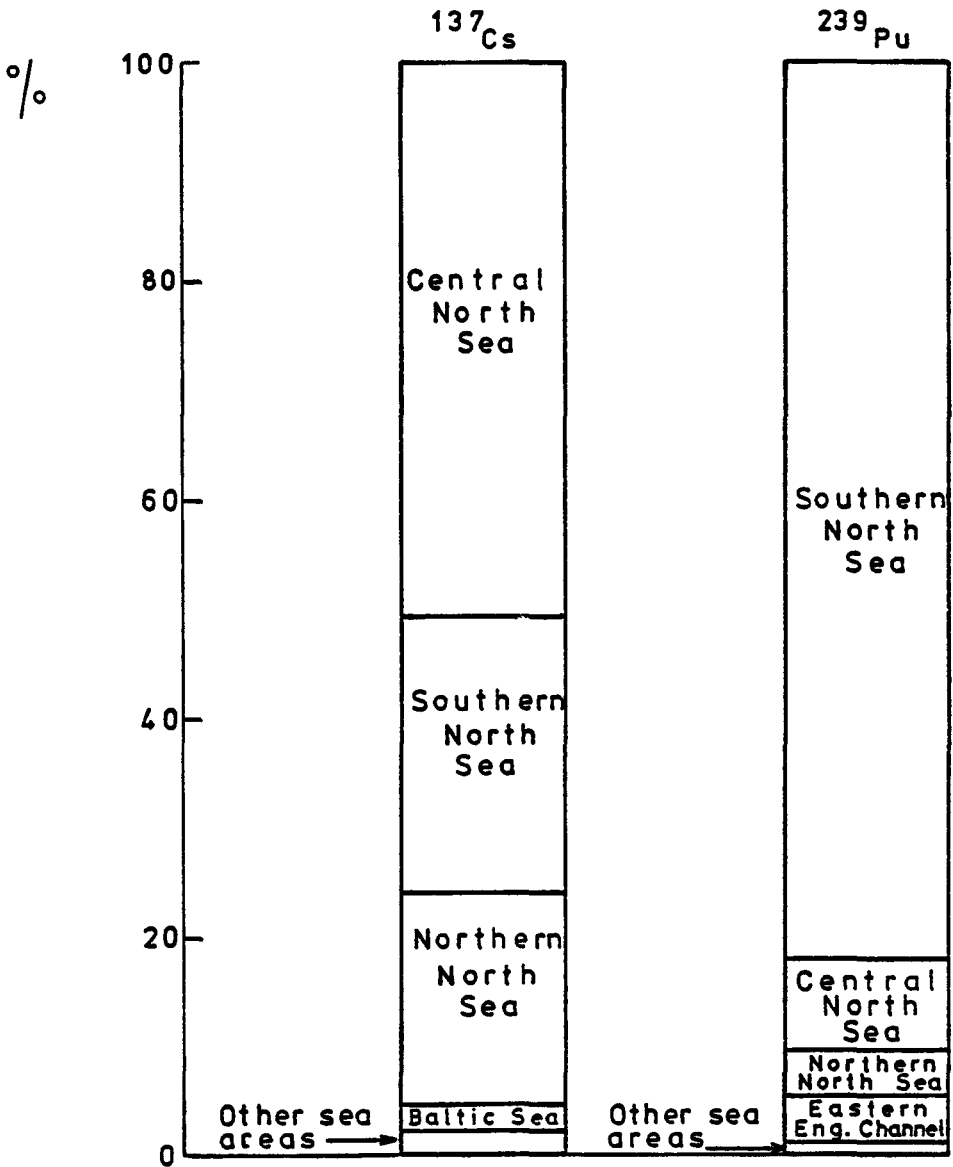 137Cs
239Pu
%
100
80
60
40
20
0
Central
North
Sea
Southern
North
Sea
Northern
North
Sea
Baltic Sea
Other sea
areas
Southern
North
Sea
Central
North
Sea
Northern
North Sea
Eastern
Eng. Channel
Other sea
areas